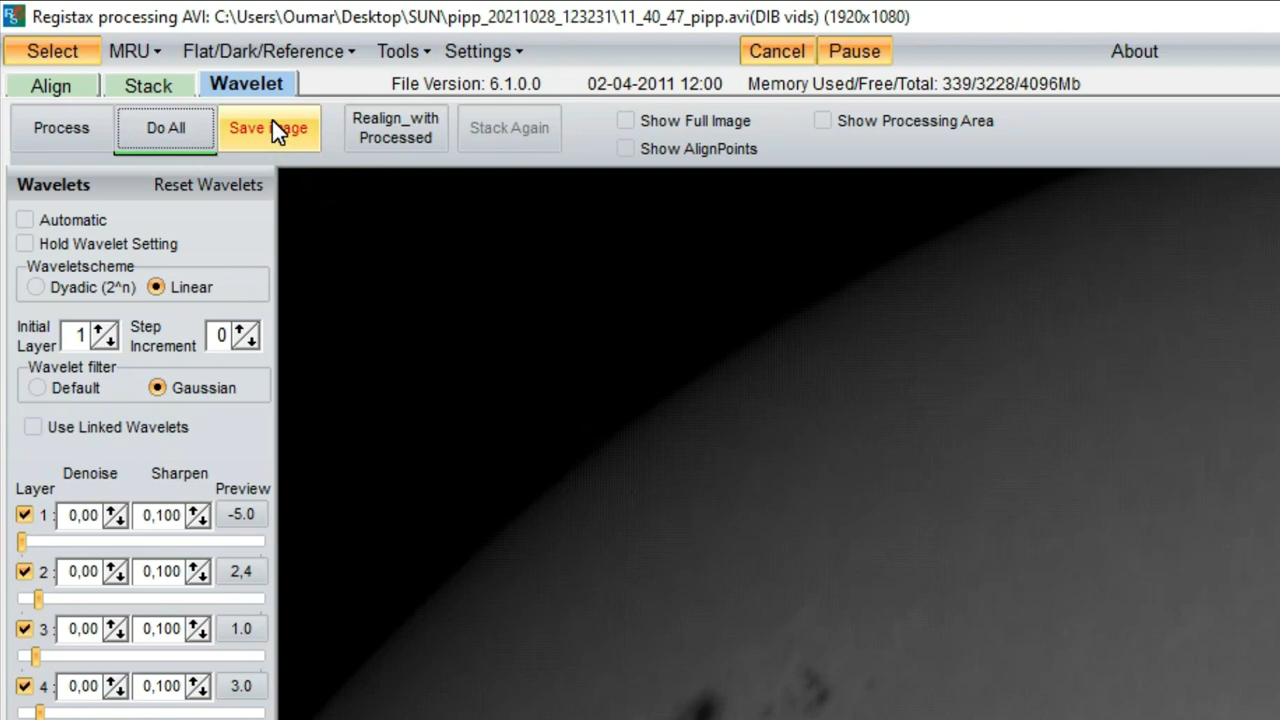 Registax processing AVI: C:\Users\Oumar\Desktop\SUN\pipp_20211028_123231\11_40_47_pipp.avi(DIB vids) (1920x1080)
Select MRU Flat/Dark/Reference Tools Settings Cancel Pause About
Align Stack Wavelet File Version: 6.1.0.0 02-04-2011 12:00 Memory Used/Free/Total: 339/3228/4096Mb
Process Do All Save Image Realign_with Processed Stack Again Show Full Image Show Processing Area
Show AlignPoints
Wavelets Reset Wavelets
Automatic
Hold Wavelet Setting
Waveletscheme
Dyadic (2^n) Linear
Initial Layer 1 Step Increment 0
Wavelet filter
Default Gaussian
Use Linked Wavelets
Denoise Sharpen
Layer Preview
1 : 0,00 0,100 -5.0
2 : 0,00 0,100 2,4
3 : 0,00 0,100 1.0
4 : 0,00 0,100 3.0